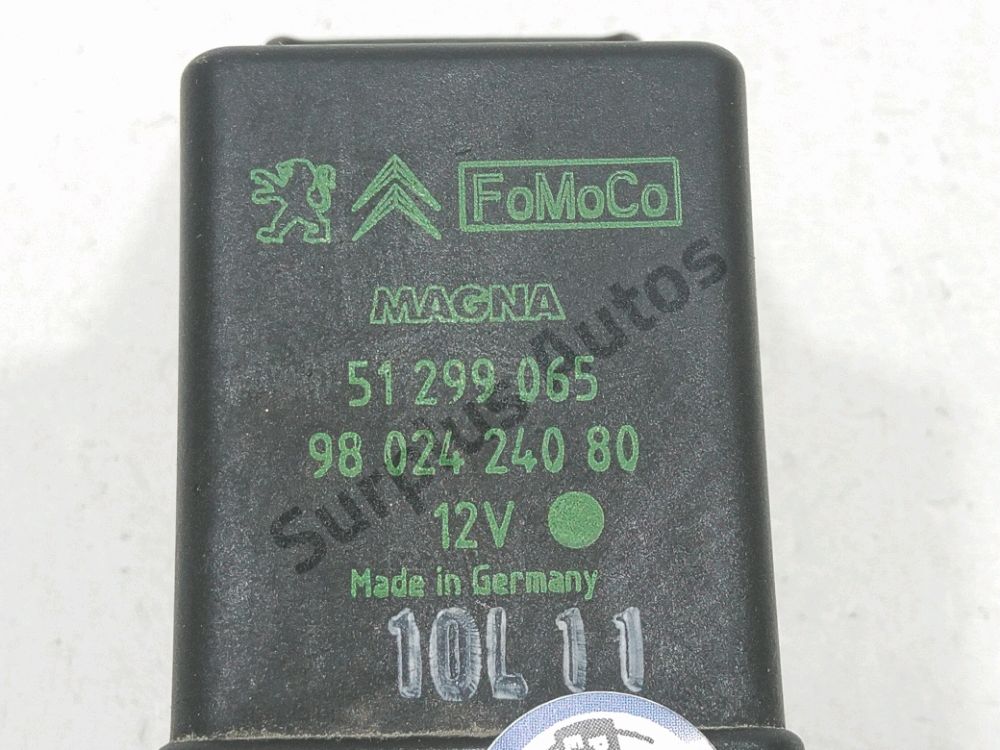 FoMoCo
MAGNA
51 299 065
98 024 240 80
12V
Made in Germany
10L 11
Surplus Autos